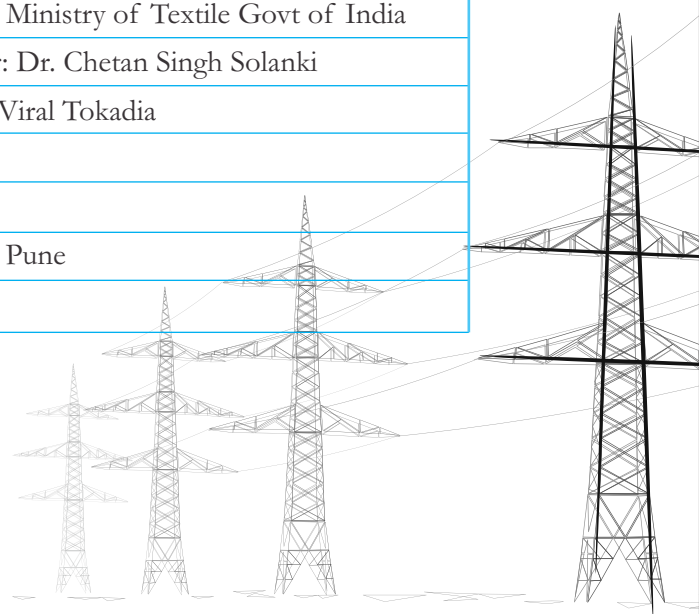 Ministry of Textile Govt of India
: Dr. Chetan Singh Solanki
Viral Tokadia
Pune